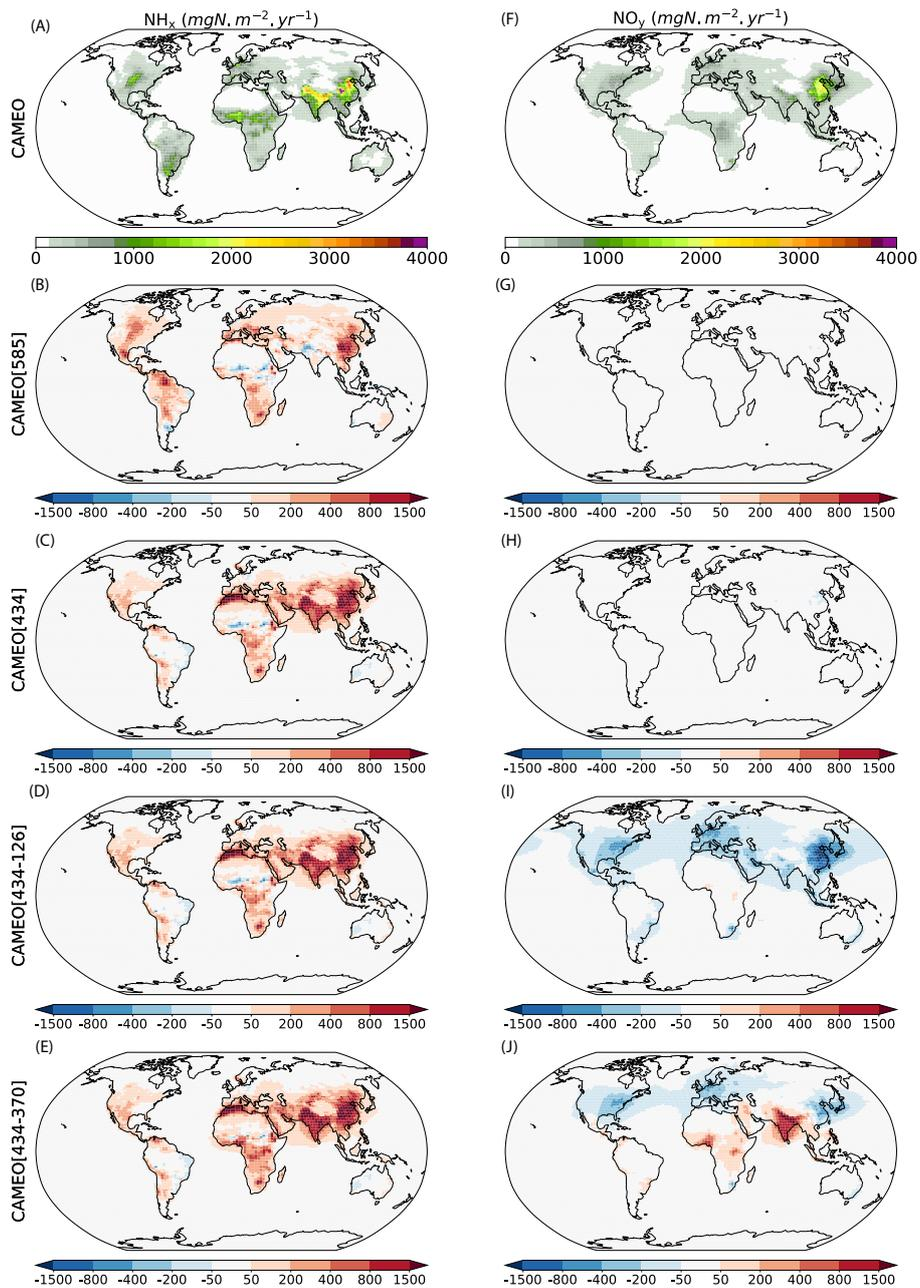 (A) NHₓ (mgN.m⁻².yr⁻¹) (F) NOᵧ (mgN.m⁻².yr⁻¹)
CAMEO
0 1000 2000 3000 4000 0 1000 2000 3000 4000
(B) (G)
CAMEO[585]
-1500 -800 -400 -200 -50 50 200 400 800 1500 -1500 -800 -400 -200 -50 50 200 400 800 1500
(C) (H)
CAMEO[434]
-1500 -800 -400 -200 -50 50 200 400 800 1500 -1500 -800 -400 -200 -50 50 200 400 800 1500
(D) (I)
CAMEO[434-126]
-1500 -800 -400 -200 -50 50 200 400 800 1500 -1500 -800 -400 -200 -50 50 200 400 800 1500
(E) (J)
CAMEO[434-370]
-1500 -800 -400 -200 -50 50 200 400 800 1500 -1500 -800 -400 -200 -50 50 200 400 800 1500